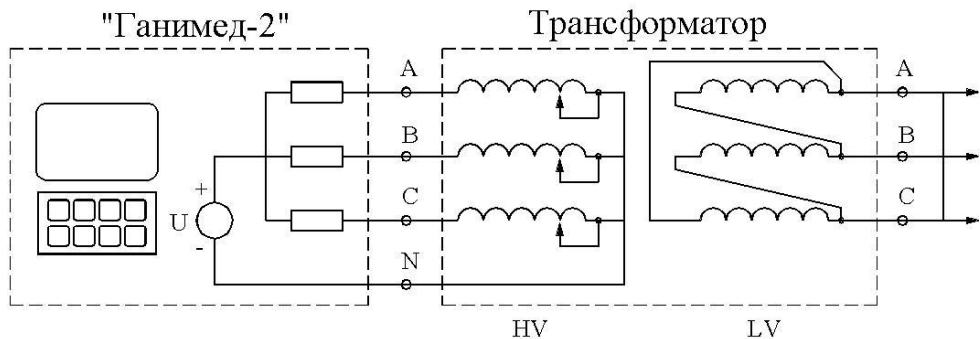 "Ганимед-2"
Трансформатор
A
A
B
B
+
U
C
C
-
N
HV
LV